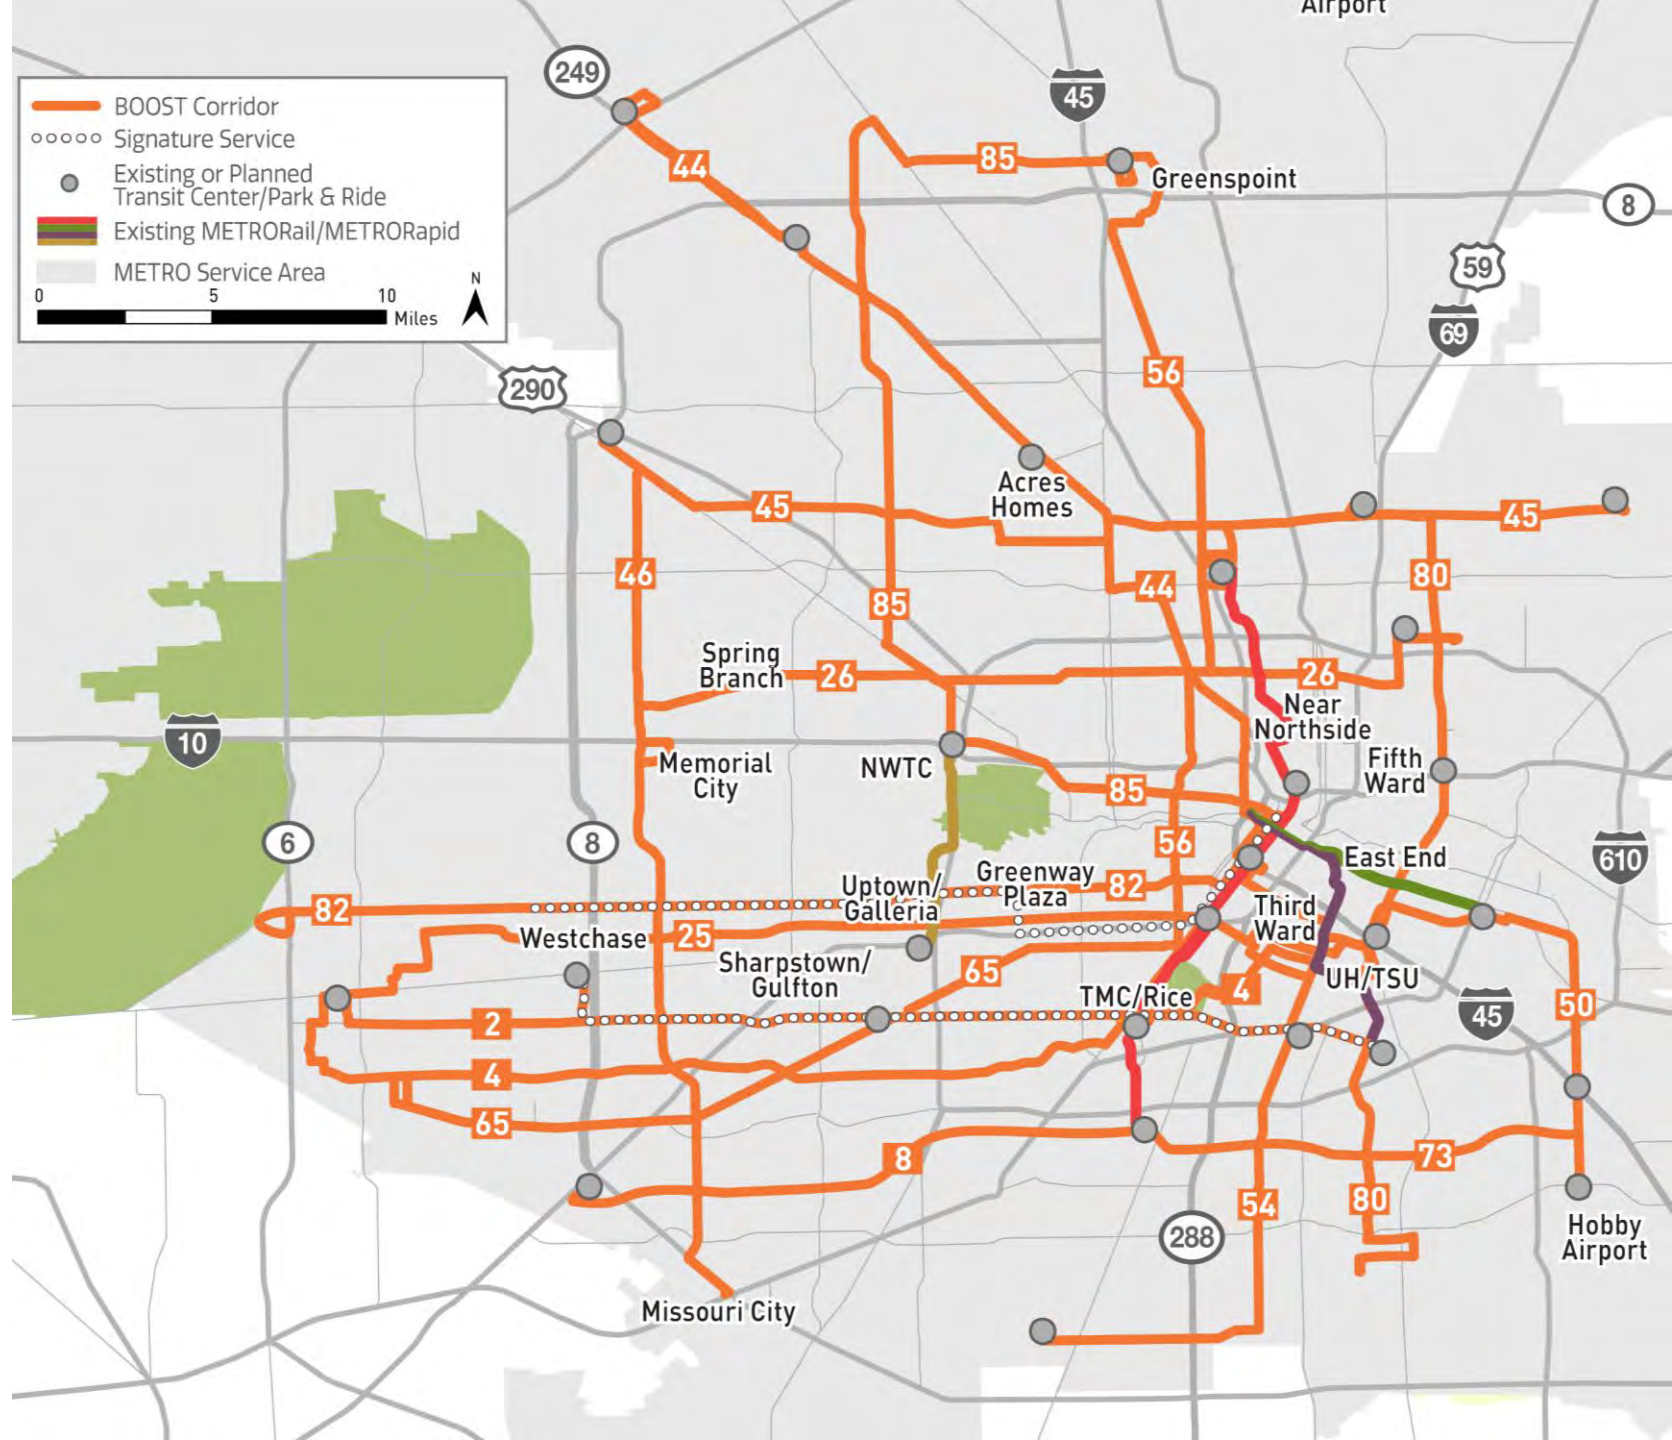 Airport
249
45
BOOST Corridor
Signature Service
Existing or Planned
Transit Center/Park & Ride
Existing METRORail/METRORapid
METRO Service Area
0 5 10
Miles
N
44
85
Greenspoint
8
59
69
290
56
Acres
Homes
45
45
46
85
44
80
Spring
Branch
26
26
Near
Northside
10
Memorial
City
NWTC
Fifth
Ward
85
6
8
56
East End
610
Uptown/
Galleria
Greenway
Plaza
82
82
Third
Ward
Westchase
25
Sharpstown/
Gulfton
65
4
UH/TSU
TMC/Rice
2
45
50
4
65
8
73
54
80
288
Hobby
Airport
Missouri City